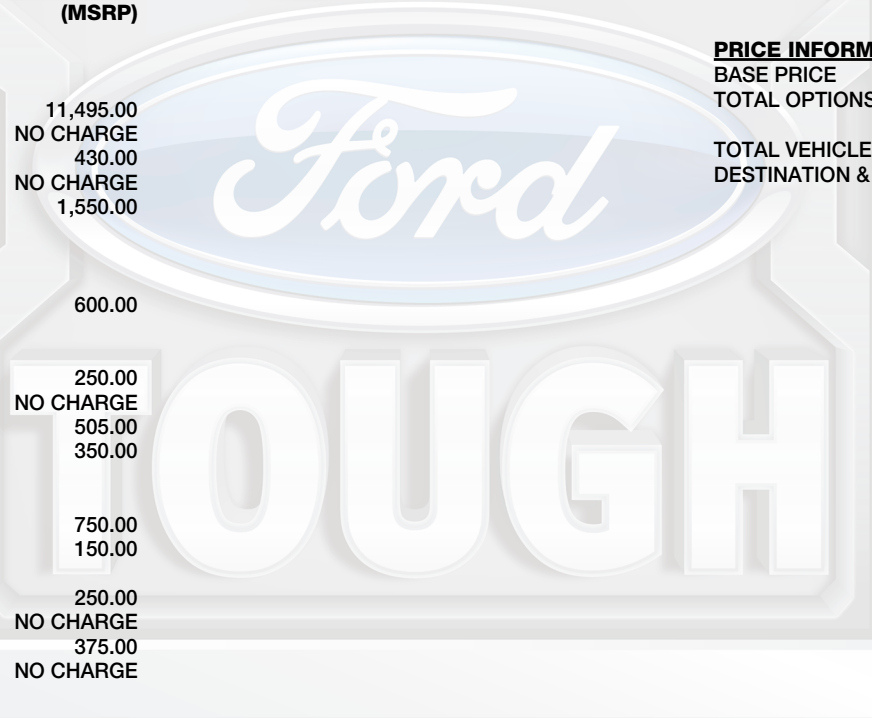 (MSRP)
11,495.00
NO CHARGE
430.00
NO CHARGE
1,550.00
600.00
250.00
NO CHARGE
505.00
350.00
750.00
150.00
250.00
NO CHARGE
375.00
NO CHARGE
PRICE INFORM
BASE PRICE
TOTAL OPTIONS
TOTAL VEHICLE
DESTINATION &
Ford
TOUGH